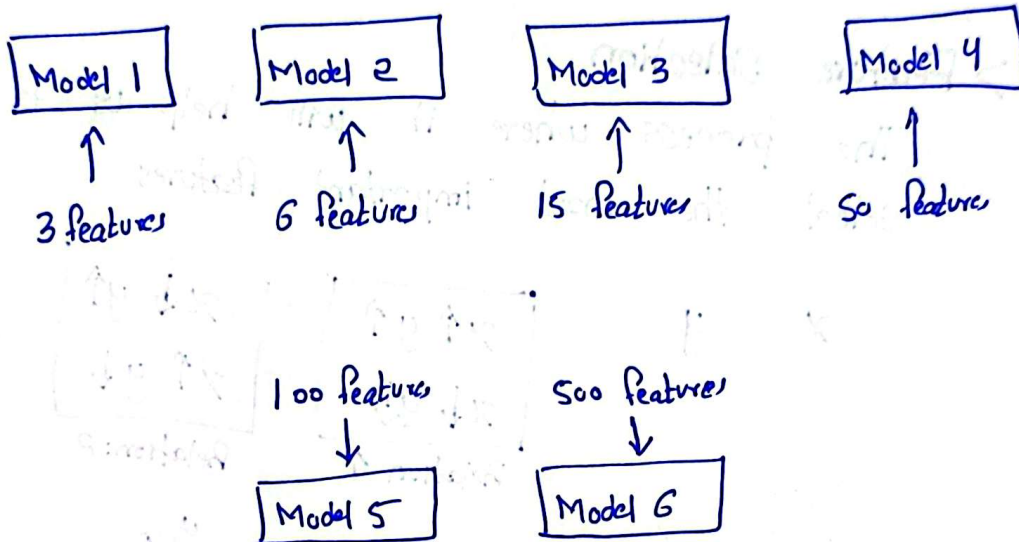 Model 1 Model 2 Model 3 Model 4
3 features 6 features 15 features 50 features
100 features 500 features
Model 5 Model 6